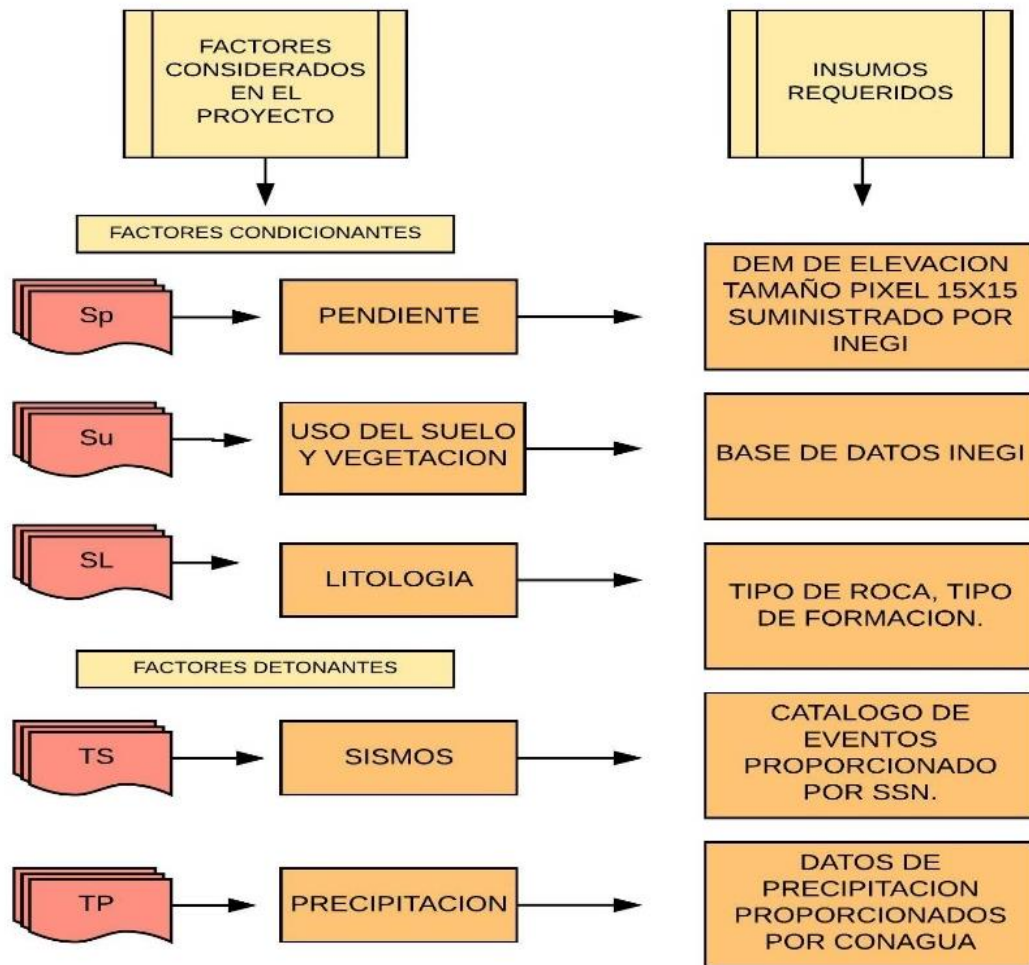 FACTORES
CONSIDERADOS
EN EL
PROYECTO
INSUMOS
REQUERIDOS
FACTORES CONDICIONANTES
Sp
PENDIENTE
DEM DE ELEVACION
TAMAÑO PIXEL 15X15
SUMINISTRADO POR
INEGI
Su
USO DEL SUELO
Y VEGETACION
BASE DE DATOS INEGI
SL
LITOLOGIA
TIPO DE ROCA, TIPO
DE FORMACION.
FACTORES DETONANTES
TS
SISMOS
CATALOGO DE
EVENTOS
PROPORCIONADO
POR SSN.
TP
PRECIPITACION
DATOS DE
PRECIPITACION
PROPORCIONADOS
POR CONAGUA